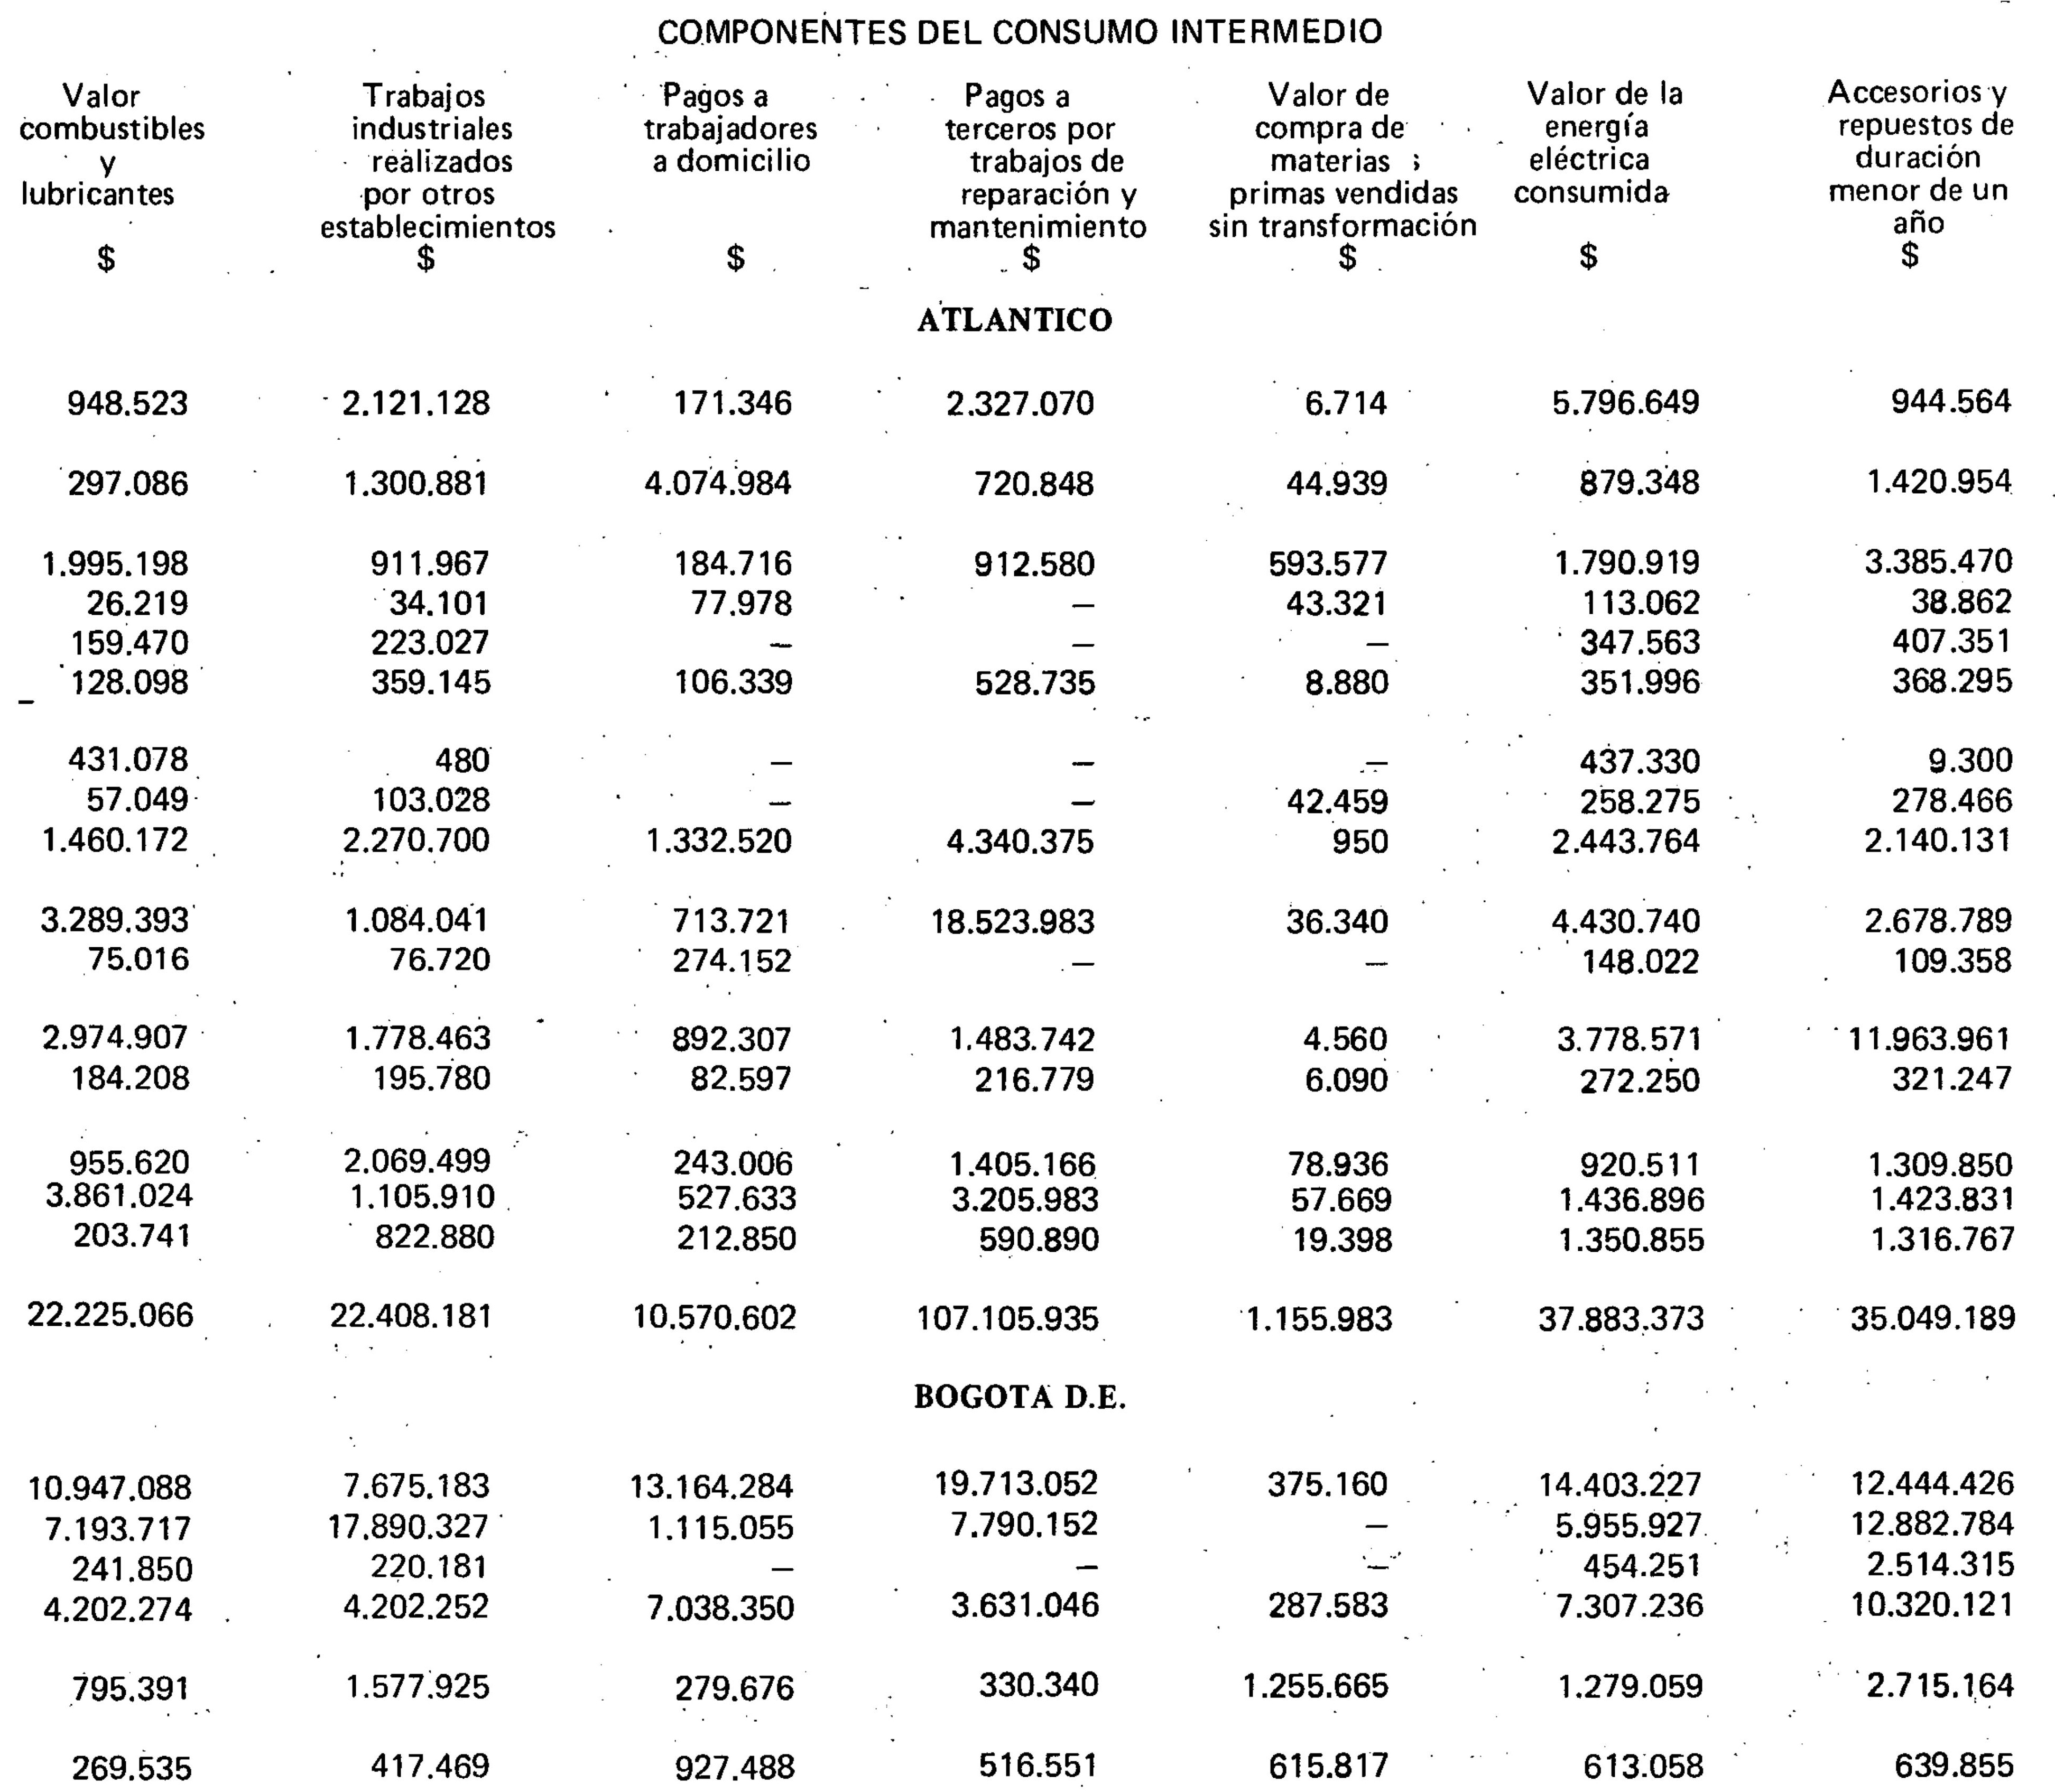 COMPONENTES DEL CONSUMO INTERMEDIO
Valor Trabajos Pagos a Pagos a Valor de Valor de la Accesorios y
combustibles industriales trabajadores terceros por compra de energía repuestos de
y realizados a domicilio trabajos de materias eléctrica duración
lubricantes por otros reparación y primas vendidas consumida menor de un
establecimientos mantenimiento sin transformación año
$ $ $ $ $ $ $
ATLANTICO
948.523 2.121.128 171.346 2.327.070 6.714 5.796.649 944.564
297.086 1.300.881 4.074.984 720.848 44.939 879.348 1.420.954
1.995.198 911.967 184.716 912.580 593.577 1.790.919 3.385.470
26.219 34.101 77.978 — 43.321 113.062 38.862
159.470 223.027 — — — 347.563 407.351
128.098 359.145 106.339 528.735 8.880 351.996 368.295
431.078 480 — — — 437.330 9.300
57.049 103.028 — — 42.459 258.275 278.466
1.460.172 2.270.700 1.332.520 4.340.375 950 2.443.764 2.140.131
3.289.393 1.084.041 713.721 18.523.983 36.340 4.430.740 2.678.789
75.016 76.720 274.152 — — 148.022 109.358
2.974.907 1.778.463 892.307 1.483.742 4.560 3.778.571 11.963.961
184.208 195.780 82.597 216.779 6.090 272.250 321.247
955.620 2.069.499 243.006 1.405.166 78.936 920.511 1.309.850
3.861.024 1.105.910 527.633 3.205.983 57.669 1.436.896 1.423.831
203.741 822.880 212.850 590.890 19.398 1.350.855 1.316.767
22.225.066 22.408.181 10.570.602 107.105.935 1.155.983 37.883.373 35.049.189
BOGOTA D.E.
10.947.088 7.675.183 13.164.284 19.713.052 375.160 14.403.227 12.444.426
7.193.717 17.890.327 1.115.055 7.790.152 — 5.955.927 12.882.784
241.850 220.181 — — — 454.251 2.514.315
4.202.274 4.202.252 7.038.350 3.631.046 287.583 7.307.236 10.320.121
795.391 1.577.925 279.676 330.340 1.255.665 1.279.059 2.715.164
269.535 417.469 927.488 516.551 615.817 613.058 639.855